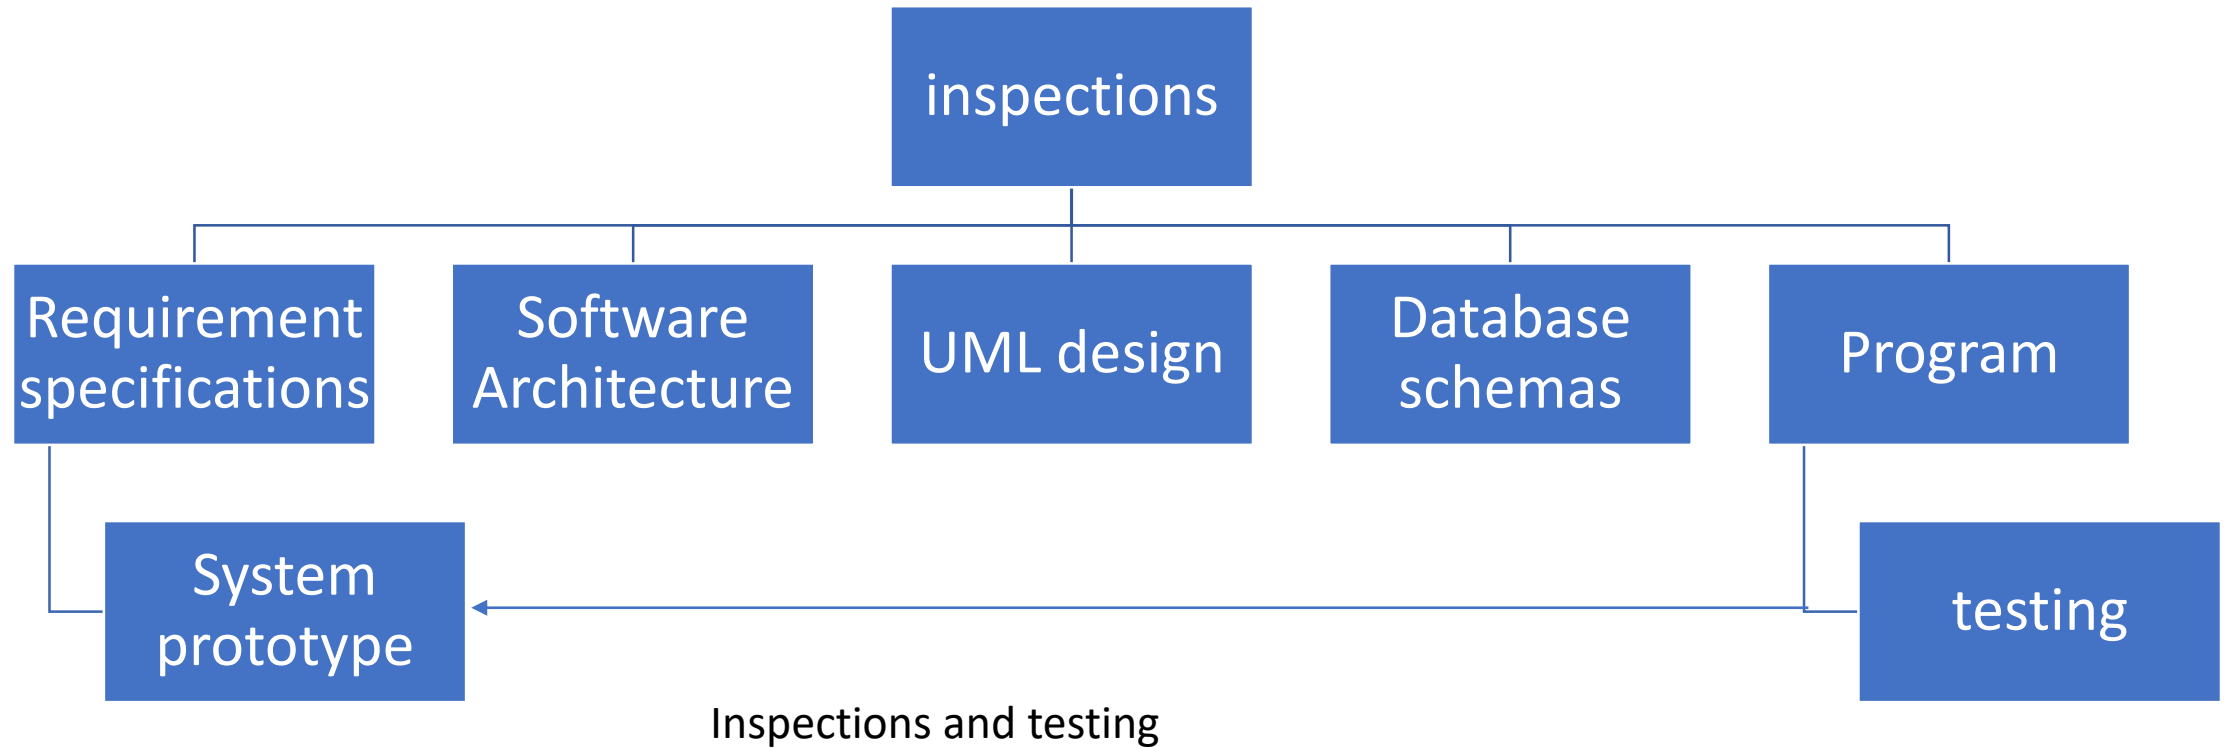 inspections
Requirement
specifications
Software
Architecture
UML design
Database
schemas
Program
System
prototype
testing
Inspections and testing